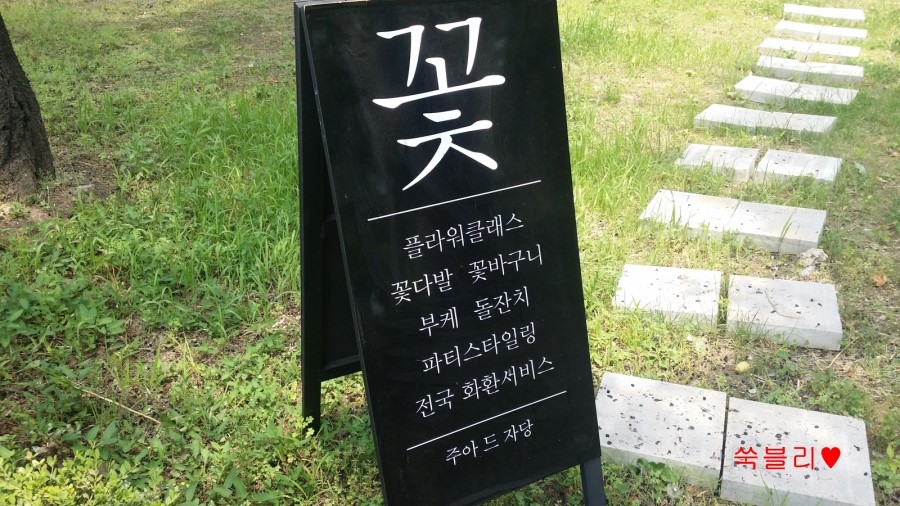 꽃
플라워클래스
꽃다발 꽃바구니
부케 돌잔치
파티스타일링
전국 화환서비스
주아 드 자당
쑥블리♥